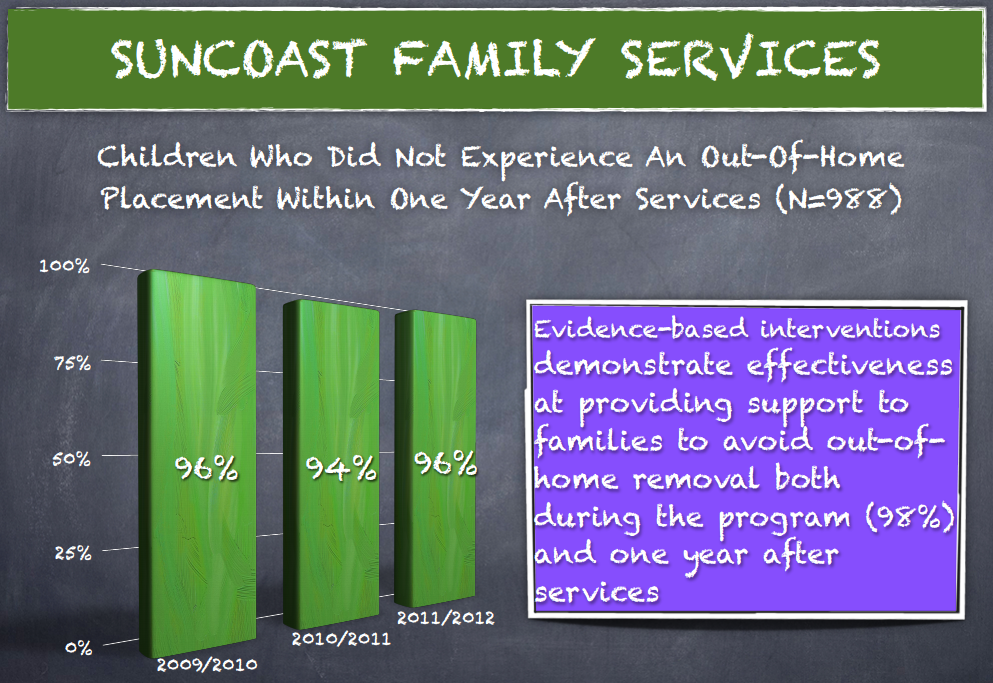 SUNCOAST FAMILY SERVICES
Children Who Did Not Experience An Out-Of-Home
Placement Within One Year After Services (N=988)
100%
75%
50%
25%
0%
96%
94%
96%
2009/2010
2010/2011
2011/2012
Evidence-based interventions
demonstrate effectiveness
at providing support to
families to avoid out-of-
home removal both
during the program (98%)
and one year after
services